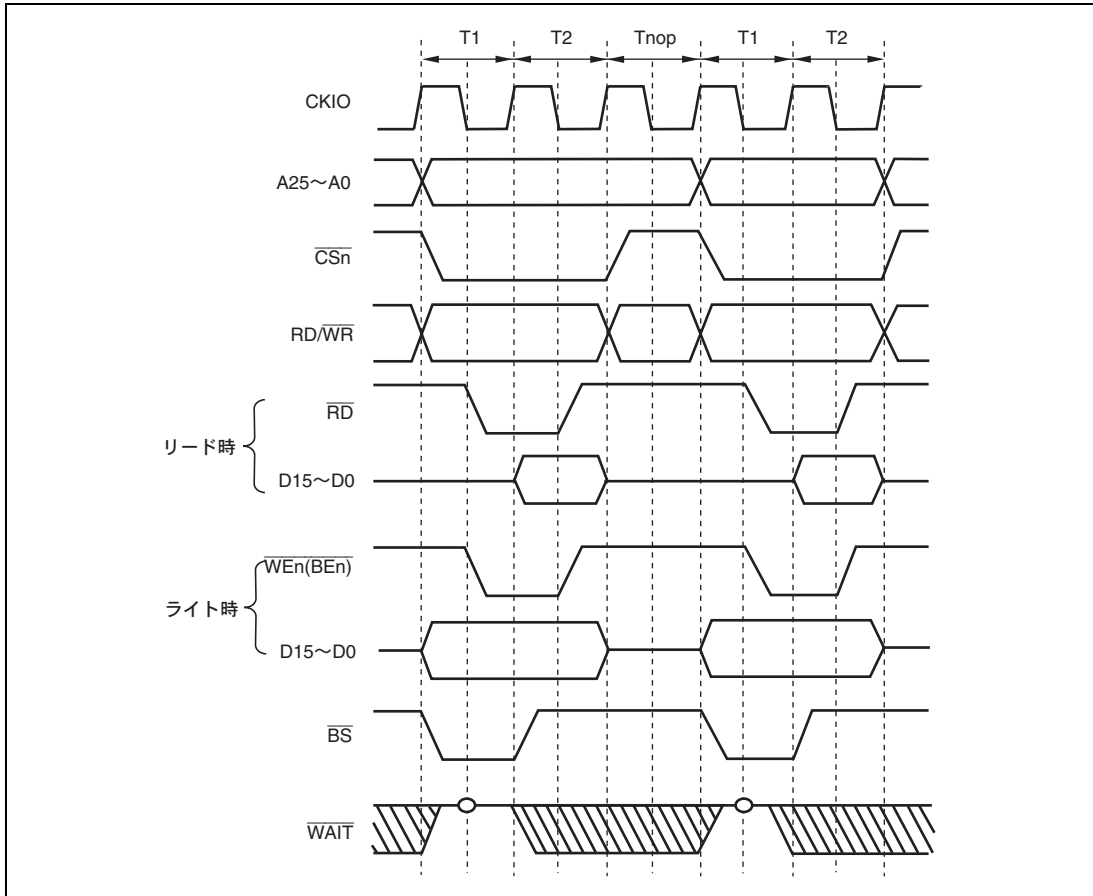 T1 T2 Tnop T1 T2
CKIO
A25～A0
CSn
RD/WR
RD
リード時
D15～D0
WEn(BEn)
ライト時
D15～D0
BS
WAIT